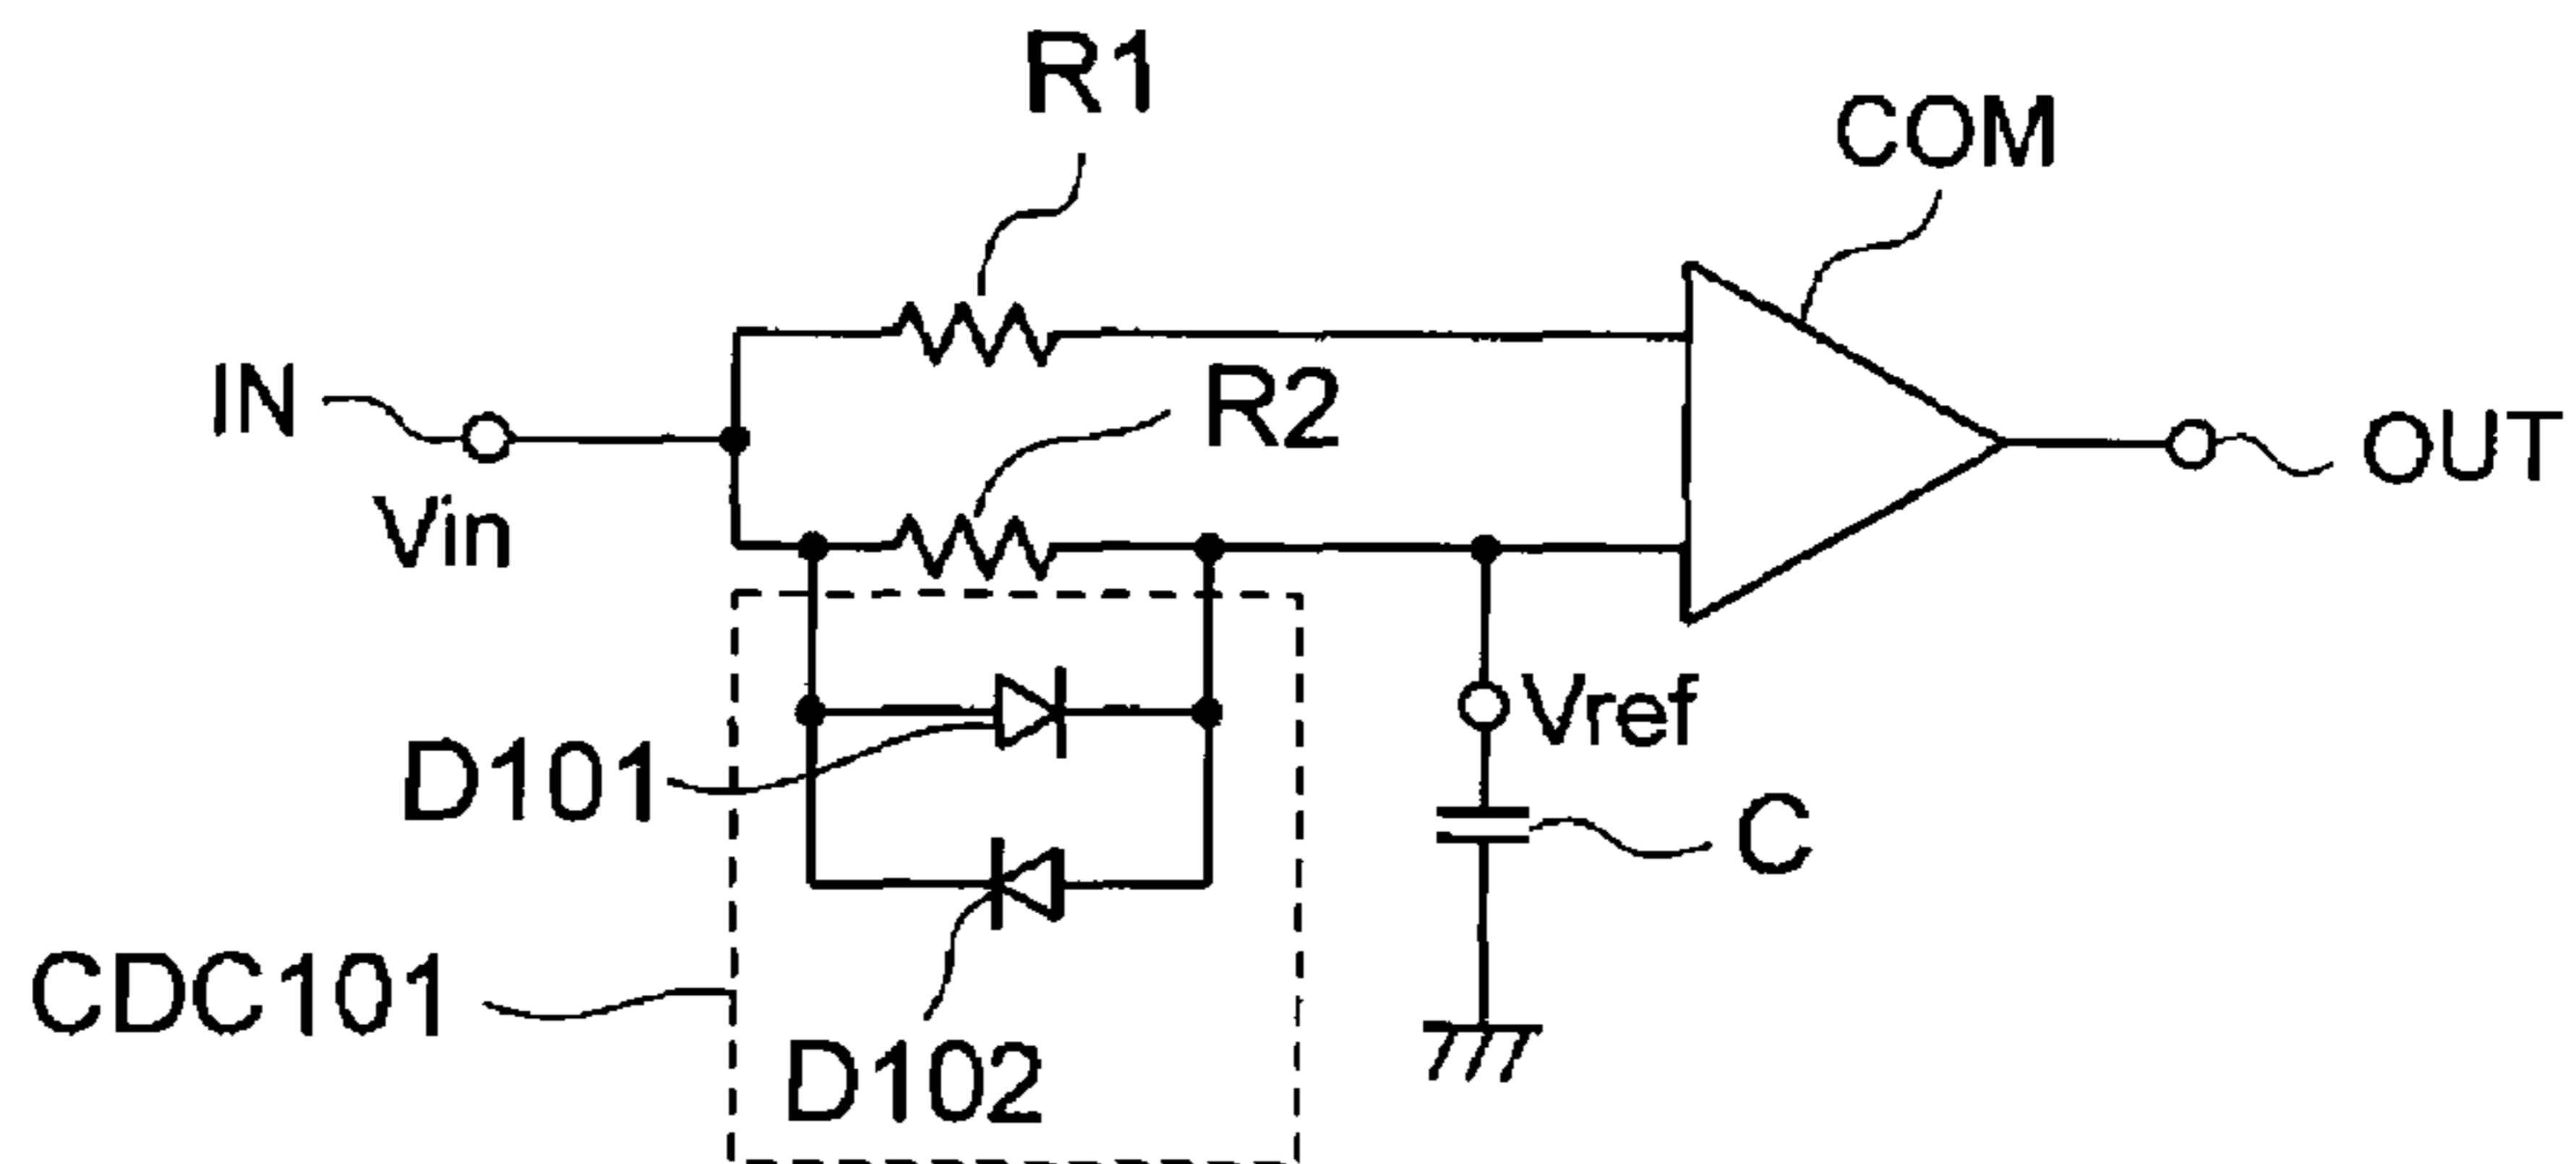 R1
COM
IN
R2
OUT
Vin
Vref
D101
C
CDC101
D102